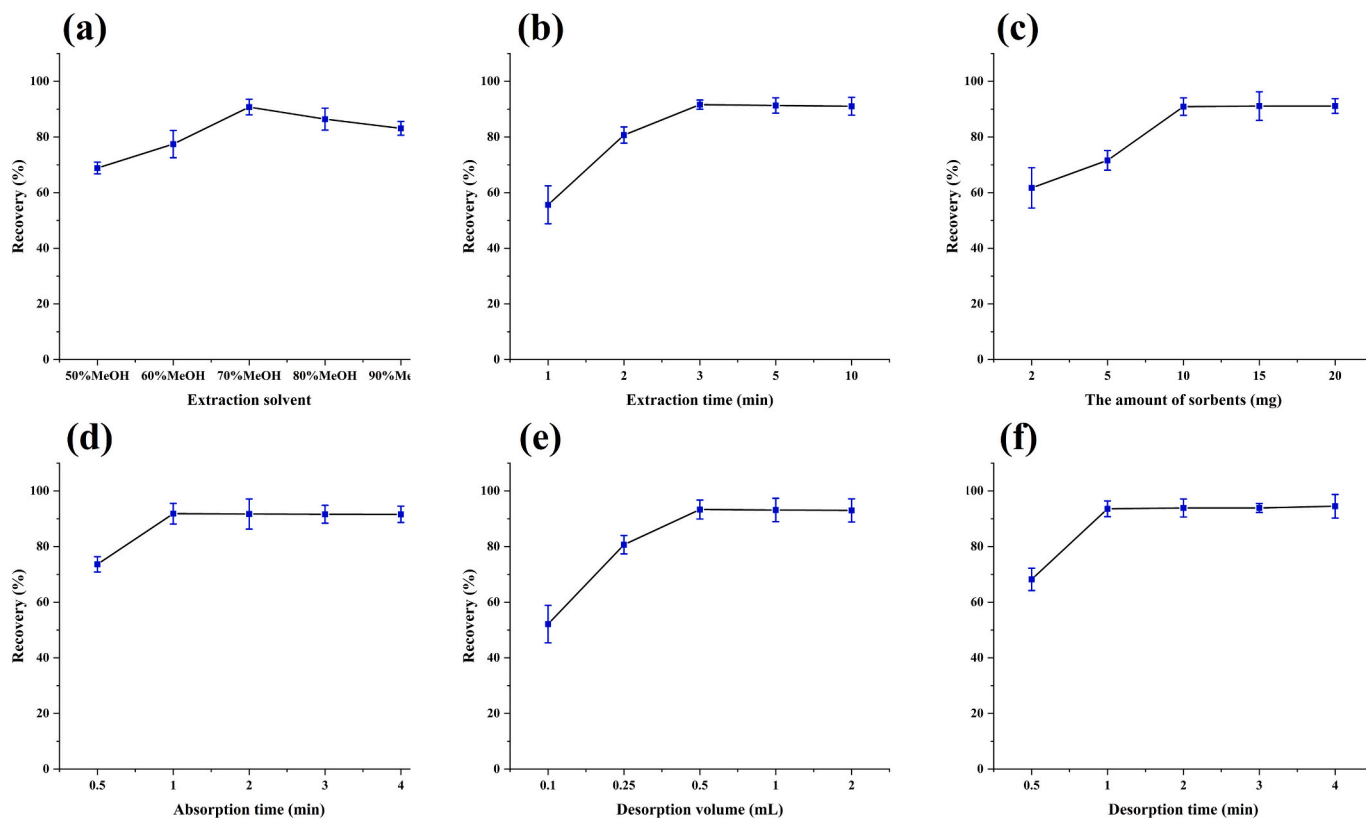 (a)
Recovery (%)
100
80
60
40
20
0
50%MeOH 60%MeOH 70%MeOH 80%MeOH 90%Me
Extraction solvent
(b)
Recovery (%)
100
80
60
40
20
0
1 2 3 5 10
Extraction time (min)
(c)
Recovery (%)
100
80
60
40
20
0
2 5 10 15 20
The amount of sorbents (mg)
(d)
Recovery (%)
100
80
60
40
20
0
0.5 1 2 3 4
Absorption time (min)
(e)
Recovery (%)
100
80
60
40
20
0
0.1 0.25 0.5 1 2
Desorption volume (mL)
(f)
Recovery (%)
100
80
60
40
20
0
0.5 1 2 3 4
Desorption time (min)